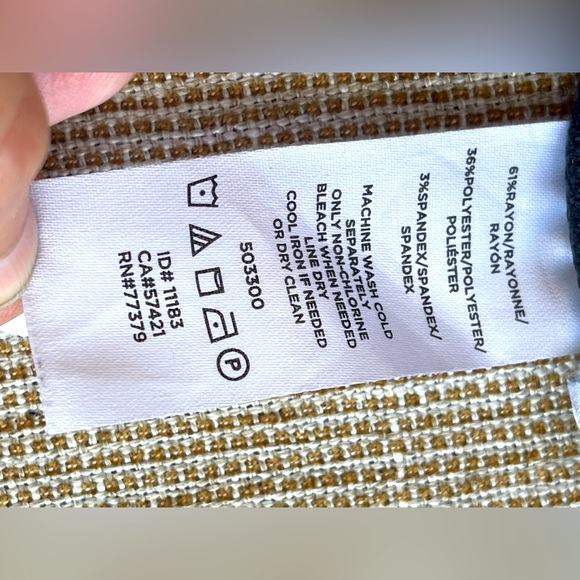 61%RAYON/RAYONNE/
RAYÓN
36%POLYESTER/POLYESTER/
POLIÉSTER
3%SPANDEX/SPANDEX/
SPANDEX
MACHINE WASH COLD
SEPARATELY
ONLY NON-CHLORINE
BLEACH WHEN NEEDED
LINE DRY
COOL IRON IF NEEDED
OR DRY CLEAN
503300
P
ID# 11183
CA#57421
RN#77379